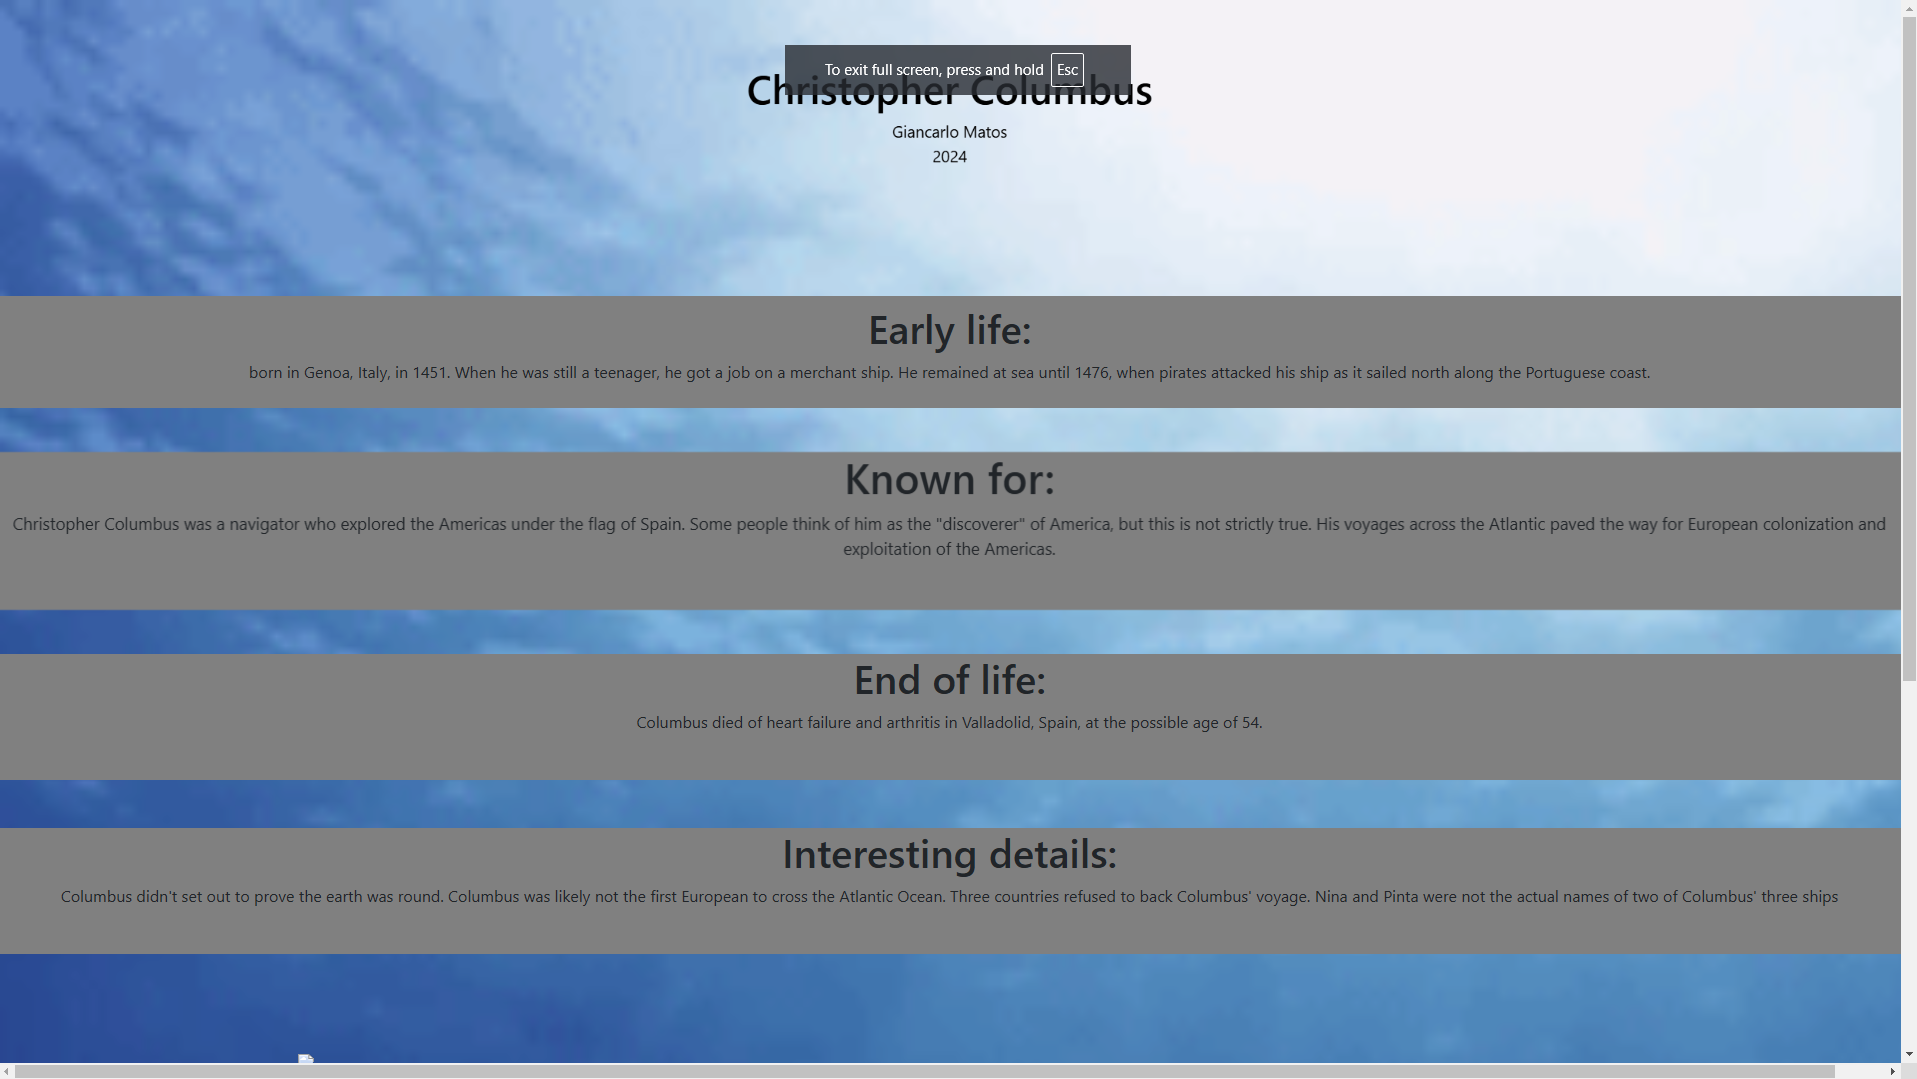 To exit full screen, press and hold Esc
Christopher Columbus
Giancarlo Matos
2024
Early life:
born in Genoa, Italy, in 1451. When he was still a teenager, he got a job on a merchant ship. He remained at sea until 1476, when pirates attacked his ship as it sailed north along the Portuguese coast.
Known for:
Christopher Columbus was a navigator who explored the Americas under the flag of Spain. Some people think of him as the "discoverer" of America, but this is not strictly true. His voyages across the Atlantic paved the way for European colonization and
exploitation of the Americas.
End of life:
Columbus died of heart failure and arthritis in Valladolid, Spain, at the possible age of 54.
Interesting details:
Columbus didn't set out to prove the earth was round. Columbus was likely not the first European to cross the Atlantic Ocean. Three countries refused to back Columbus' voyage. Nina and Pinta were not the actual names of two of Columbus' three ships